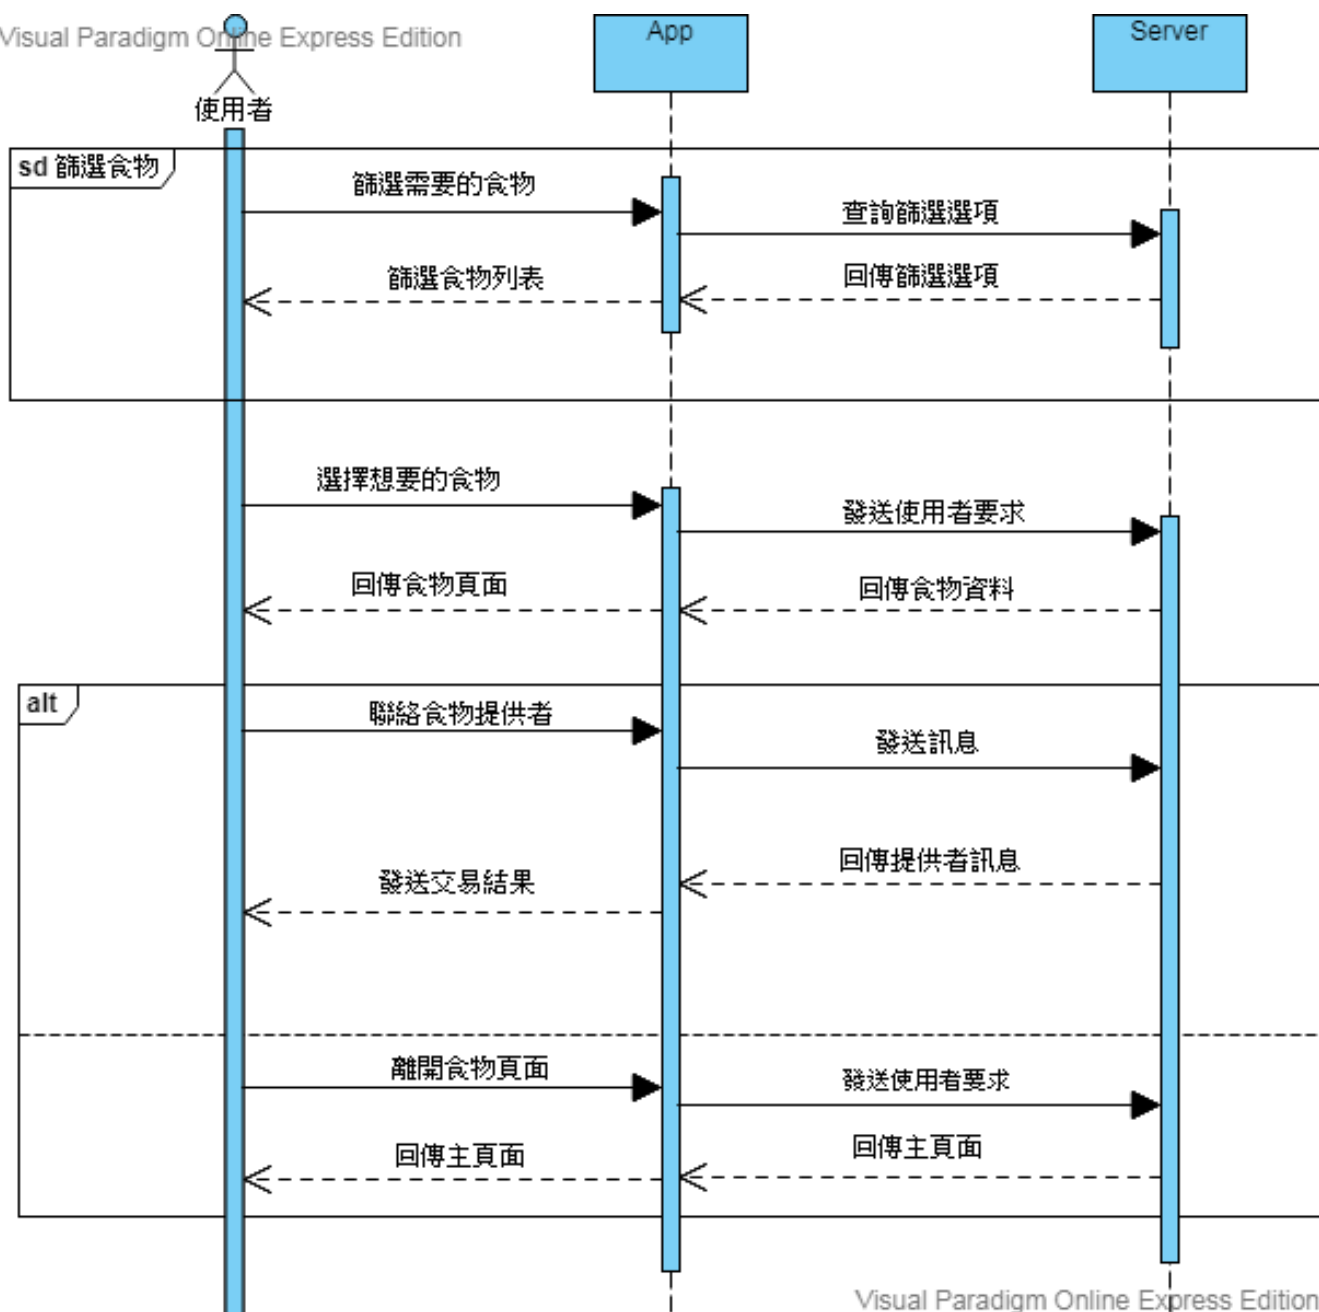 Visual Paradigm Online Express Edition
App
Server
使用者
sd 篩選食物
篩選需要的食物
查詢篩選選項
篩選食物列表
回傳篩選選項
選擇想要的食物
發送使用者要求
回傳食物頁面
回傳食物資料
alt
聯絡食物提供者
發送訊息
回傳提供者訊息
發送交易結果
離開食物頁面
發送使用者要求
回傳主頁面
回傳主頁面
Visual Paradigm Online Express Edition